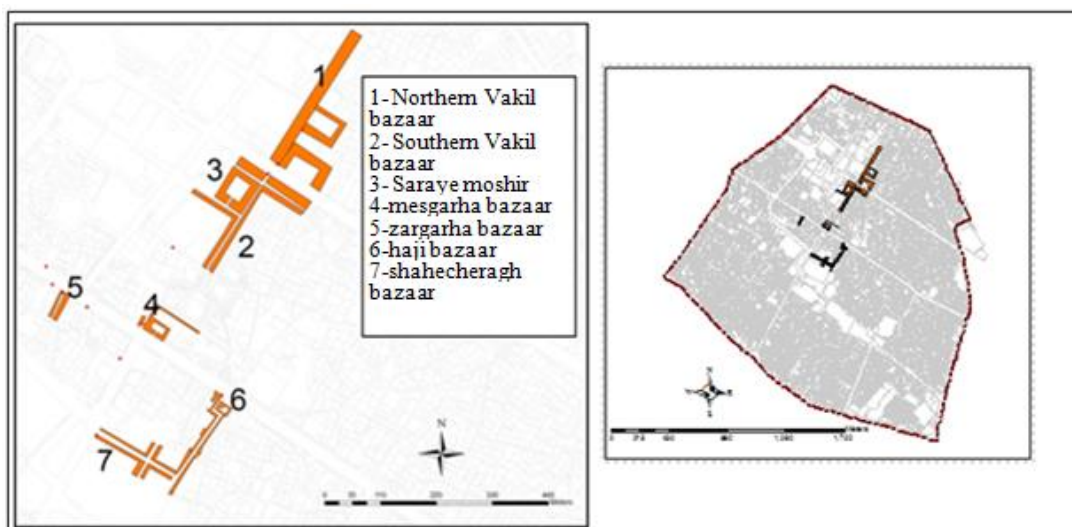 1
2
3
4
5
6
7
1-Northern Vakil
bazaar
2-Southern Vakil
bazaar
3- Saraye moshir
4-mesgarha bazaar
5-zargarha bazaar
6-haji bazaar
7-shahecheragh
bazaar
N